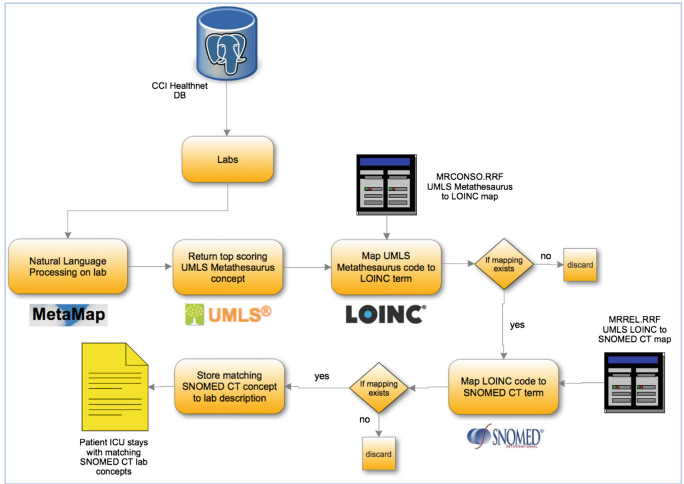 CCI Healthnet
DB
Labs
MRCONSO.RRF
UMLS Metathesaurus
to LOINC map
Natural Language
Processing on lab
Return top scoring
UMLS Metathesaurus
concept
Map UMLS
Metathesaurus code to
LOINC term
If mapping
exists
no
discard
MetaMap
UMLS®
LOINC®
yes
MRREL.RRF
UMLS LOINC to
SNOMED CT map
Map LOINC code to
SNOMED CT term
SNOMED®
INTERNATIONAL
If mapping
exists
yes
no
discard
Store matching
SNOMED CT concept
to lab description
Patient ICU stays
with matching
SNOMED CT lab
concepts